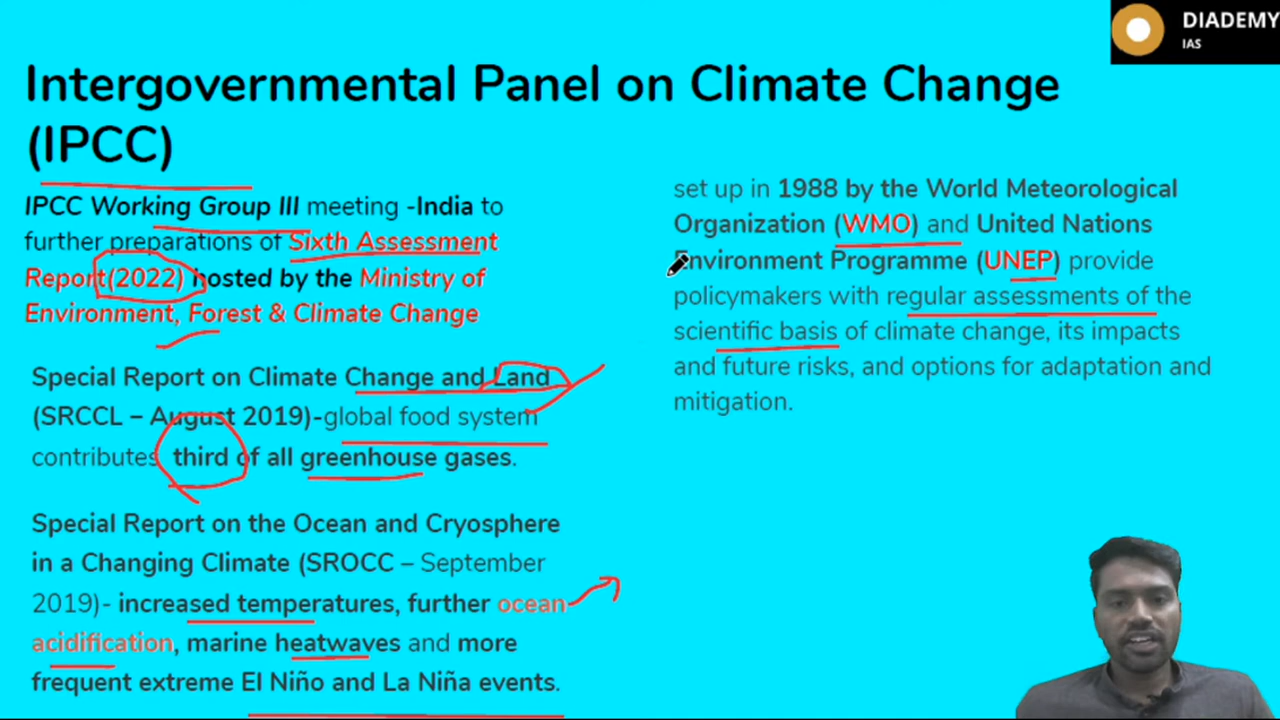 DIADEMY
IAS
Intergovernmental Panel on Climate Change
(IPCC)
IPCC Working Group III meeting -India to
further preparations of Sixth Assessment
Report(2022) hosted by the Ministry of
Environment, Forest & Climate Change
Special Report on Climate Change and Land
(SRCCL – August 2019)-global food system
contributes third of all greenhouse gases.
Special Report on the Ocean and Cryosphere
in a Changing Climate (SROCC – September
2019)- increased temperatures, further ocean
acidification, marine heatwaves and more
frequent extreme El Niño and La Niña events.
set up in 1988 by the World Meteorological
Organization (WMO) and United Nations
Environment Programme (UNEP) provide
policymakers with regular assessments of the
scientific basis of climate change, its impacts
and future risks, and options for adaptation and
mitigation.